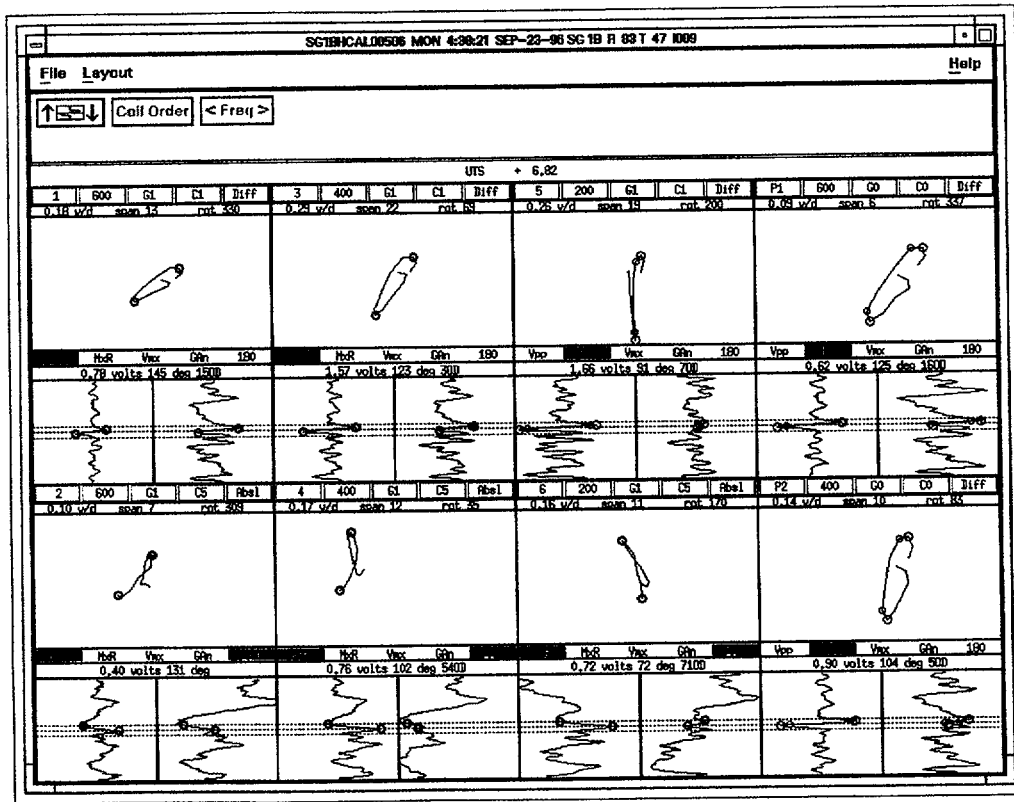 SG1BHCAL00506 MON 4:38:21 SEP-23-96 SG 1B R 83 T 47 I009
File Layout Help
Coil Order < Freq >
UTS + 6.82
1 600 G1 C1 Diff 3 400 G1 C1 Diff 5 200 G1 C1 Diff P1 600 G0 C0 Diff
0.18 v/d span 13 rot 330 0.29 v/d span 22 rot 69 0.26 v/d span 19 rot 200 0.09 v/d span 6 rot 337
MxR Vmx GAn 180 MxR Vmx GAn 180 Vpp Vmx GAn 180 Vpp Vmx GAn 180
0.78 volts 145 deg 150D 1.57 volts 123 deg 30D 1.66 volts 91 deg 70D 0.62 volts 125 deg 160D
2 600 G1 C5 Absl 4 400 G1 C5 Absl 6 200 G1 C5 Absl P2 400 G0 C0 Diff
0.10 v/d span 7 rot 309 0.17 v/d span 12 rot 35 0.16 v/d span 11 rot 170 0.14 v/d span 10 rot 83
MxR Vmx GAn MxR Vmx GAn MxR Vmx GAn Vpp Vmx GAn 180
0.40 volts 131 deg 0.76 volts 102 deg 540D 0.72 volts 72 deg 710D 0.90 volts 104 deg 50D